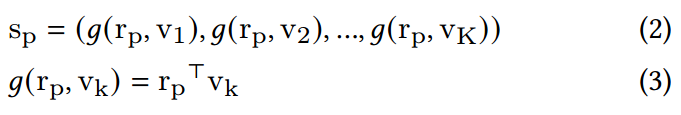 s_p = (g(r_p, v_1), g(r_p, v_2), ..., g(r_p, v_K)) (2)
g(r_p, v_k) = r_p^⊤ v_k (3)